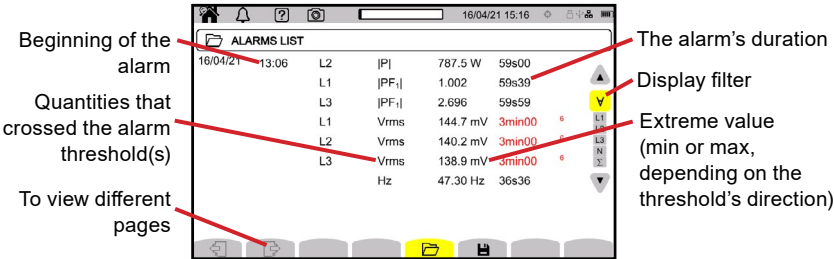 16/04/21 15:16
ALARMS LIST
16/04/21 13:06 L2 |P| 787.5 W 59s00
L1 |PF₁| 1.002 59s39
L3 |PF₁| 2.696 59s59
L1 Vrms 144.7 mV 3min00 6
L2 Vrms 140.2 mV 3min00 6
L3 Vrms 138.9 mV 3min00 6
Hz 47.30 Hz 36s36
∀
L1
L2
L3
N
Σ
Beginning of the
alarm
Quantities that
crossed the alarm
threshold(s)
To view different
pages
The alarm's duration
Display filter
Extreme value
(min or max,
depending on the
threshold's direction)